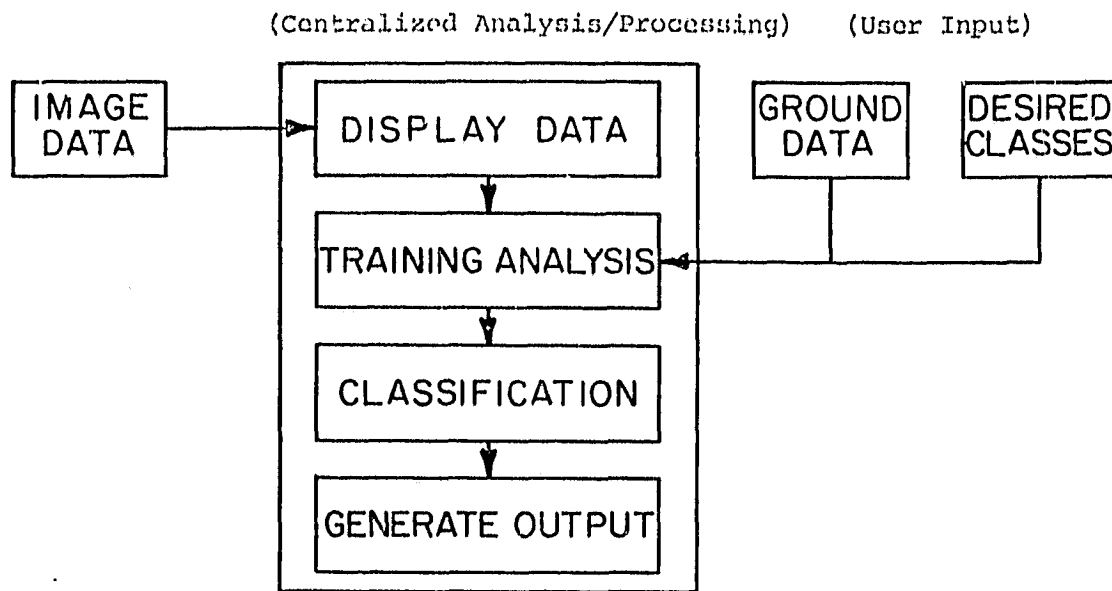 (Centralized Analysis/Processing) (User Input)
IMAGE
DATA
DISPLAY DATA
GROUND
DATA
DESIRED
CLASSES
TRAINING ANALYSIS
CLASSIFICATION
GENERATE OUTPUT